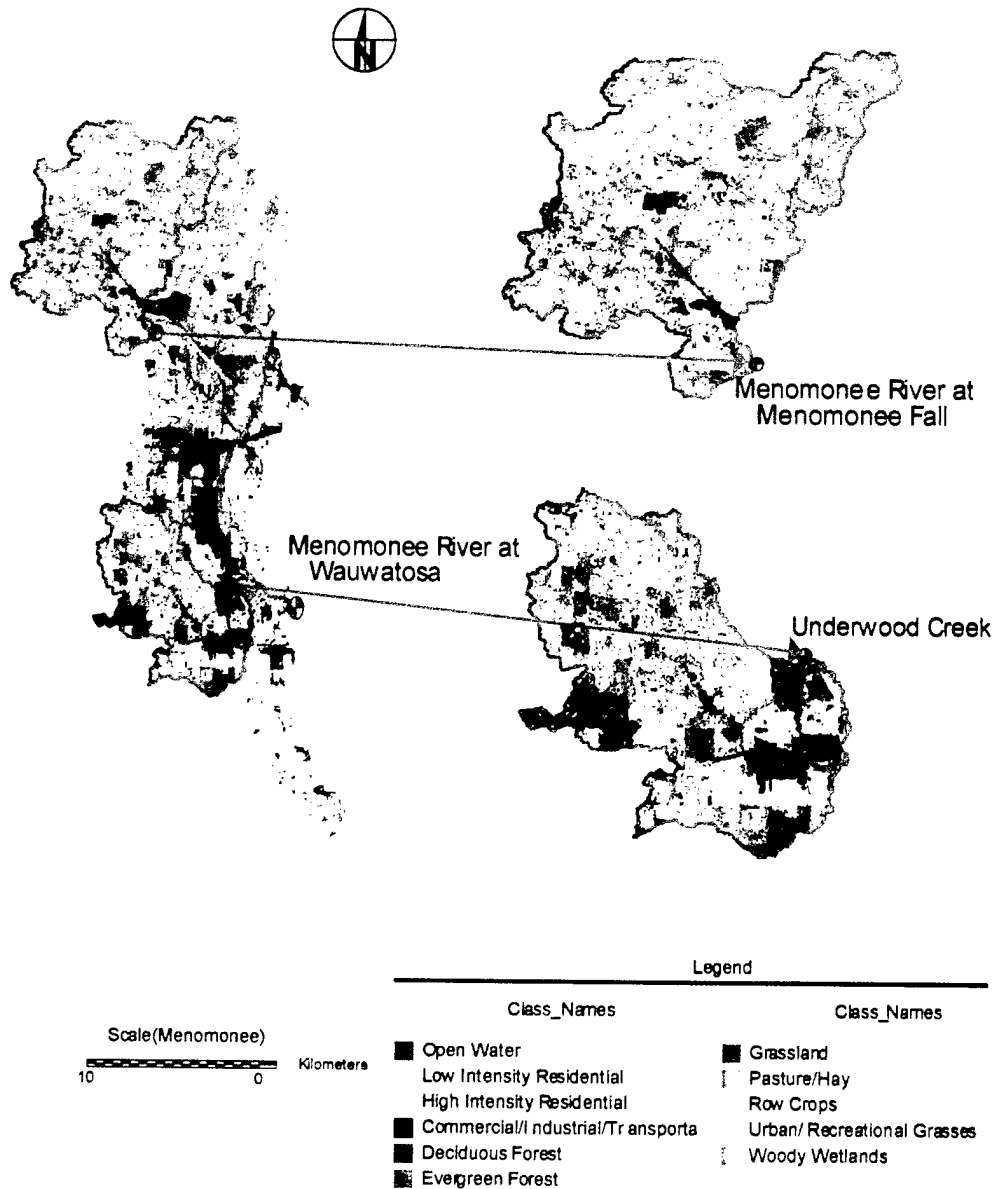 N
Menomonee River at
Menomonee Fall
Menomonee River at
Wauwatosa
Underwood Creek
Legend
Class_Names
Class_Names
Scale(Menomonee)
10 0 Kilometers
Open Water
Low Intensity Residential
High Intensity Residential
Commercial/Industrial/Transporta
Deciduous Forest
Evergreen Forest
Grassland
Pasture/Hay
Row Crops
Urban/ Recreational Grasses
Woody Wetlands